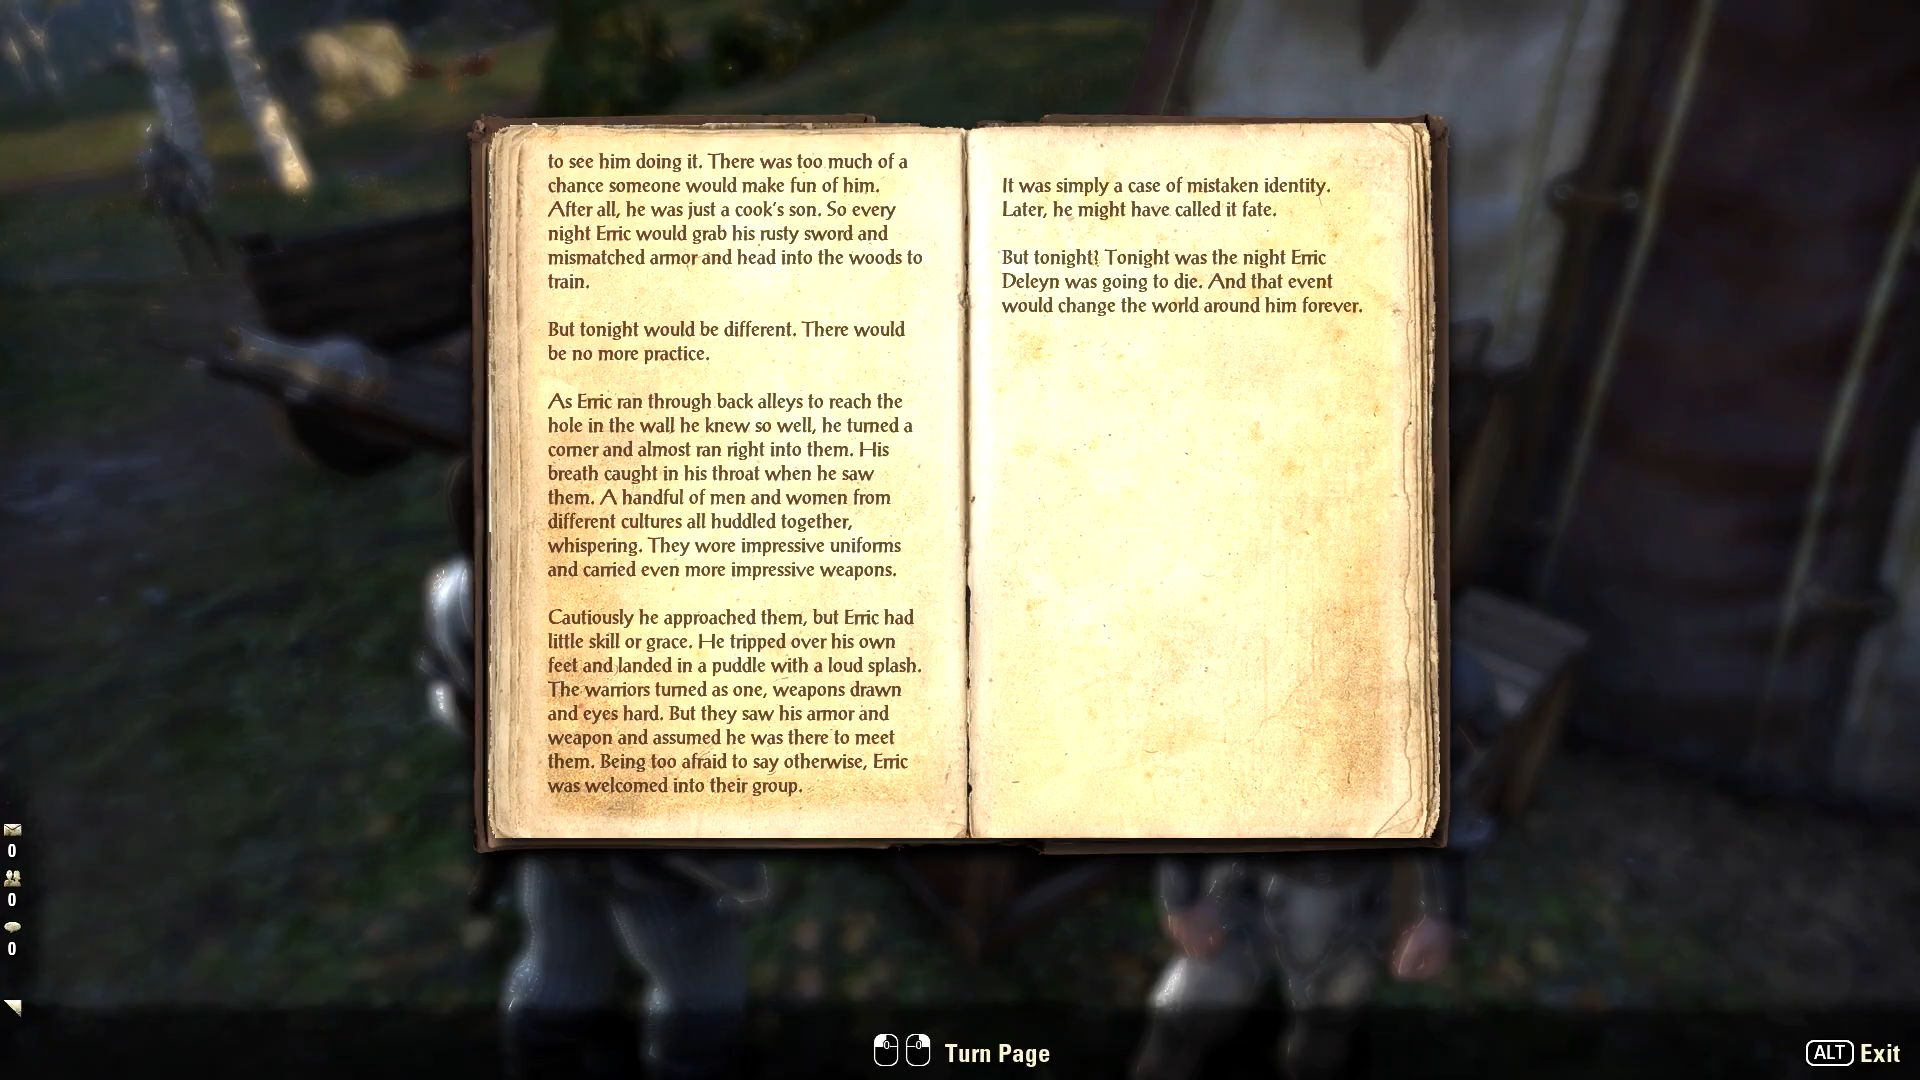 to see him doing it. There was too much of a
chance someone would make fun of him.
After all, he was just a cook's son. So every
night Erric would grab his rusty sword and
mismatched armor and head into the woods to
train.
But tonight would be different. There would
be no more practice.
As Erric ran through back alleys to reach the
hole in the wall he knew so well, he turned a
corner and almost ran right into them. His
breath caught in his throat when he saw
them. A handful of men and women from
different cultures all huddled together,
whispering. They wore impressive uniforms
and carried even more impressive weapons.
Cautiously he approached them, but Erric had
little skill or grace. He tripped over his own
feet and landed in a puddle with a loud splash.
The warriors turned as one, weapons drawn
and eyes hard. But they saw his armor and
weapon and assumed he was there to meet
them. Being too afraid to say otherwise, Erric
was welcomed into their group.
It was simply a case of mistaken identity.
Later, he might have called it fate.
But tonight? Tonight was the night Erric
Deleyn was going to die. And that event
would change the world around him forever.
0
0
0
Turn Page
ALT Exit